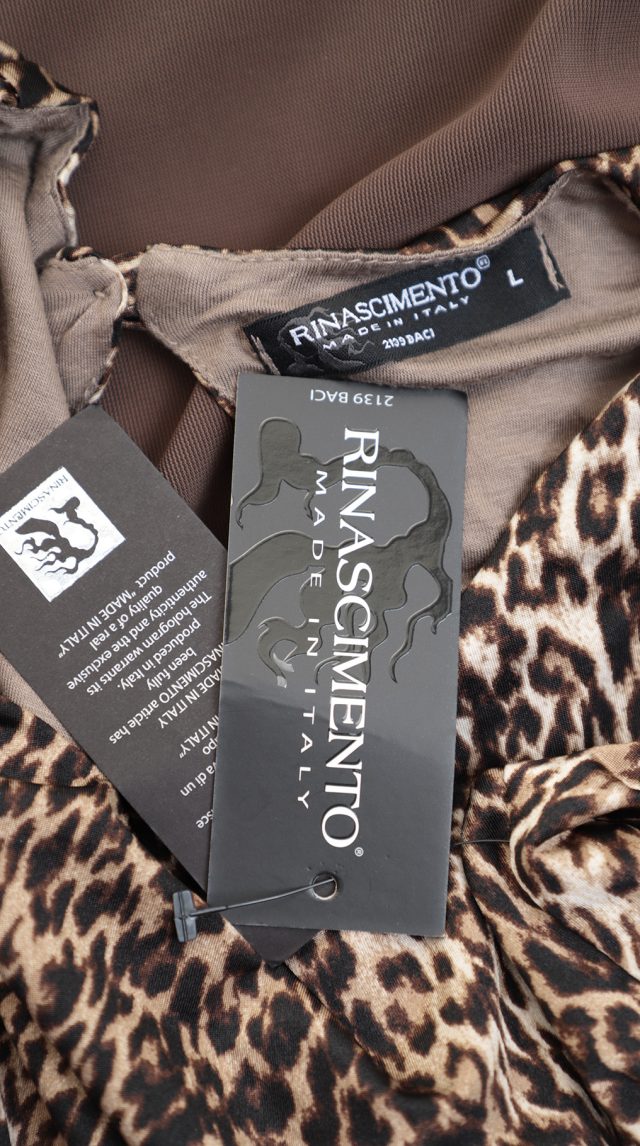 RINASCIMENTO®
L
MADE IN ITALY
2139 BACI
2139 BACI
RINASCIMENTO®
MADE IN ITALY
RINASCIMENTO
di un
"MADE IN ITALY
article has
been fully
produced in Italy.
The hologram warrants its
authenticity and the exclusive
quality of a real
product "MADE IN ITALY"